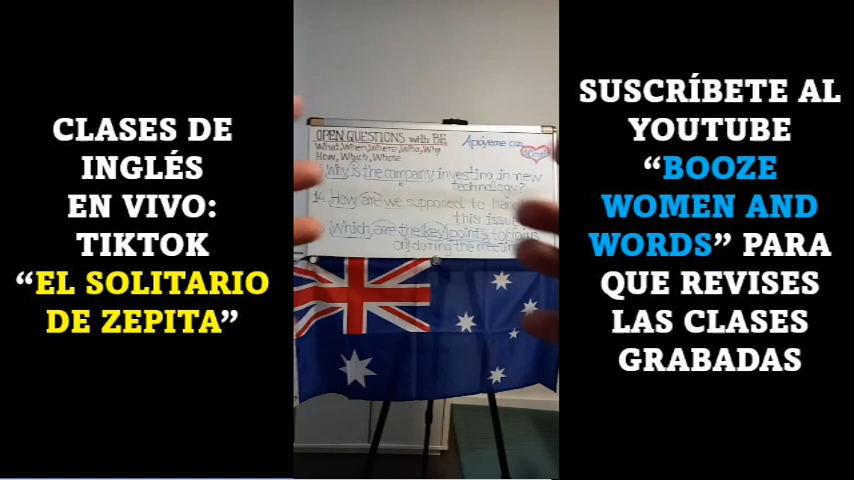 CLASES DE
INGLÉS
EN VIVO:
TIKTOK
“EL SOLITARIO
DE ZEPITA”
OPEN QUESTIONS with BE
What, When, Where, Who, Why
How, Which, Whose
Apóyeme con
Why is the company investing in new
technology?
14. How are we supposed to
this issue
Which are the (key) points to focus
on during the meeting
SUSCRÍBETE AL
YOUTUBE
“BOOZE
WOMEN AND
WORDS” PARA
QUE REVISES
LAS CLASES
GRABADAS